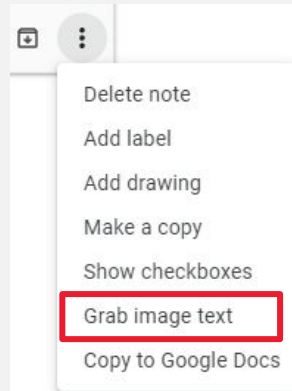 Delete note
Add label
Add drawing
Make a copy
Show checkboxes
Grab image text
Copy to Google Docs